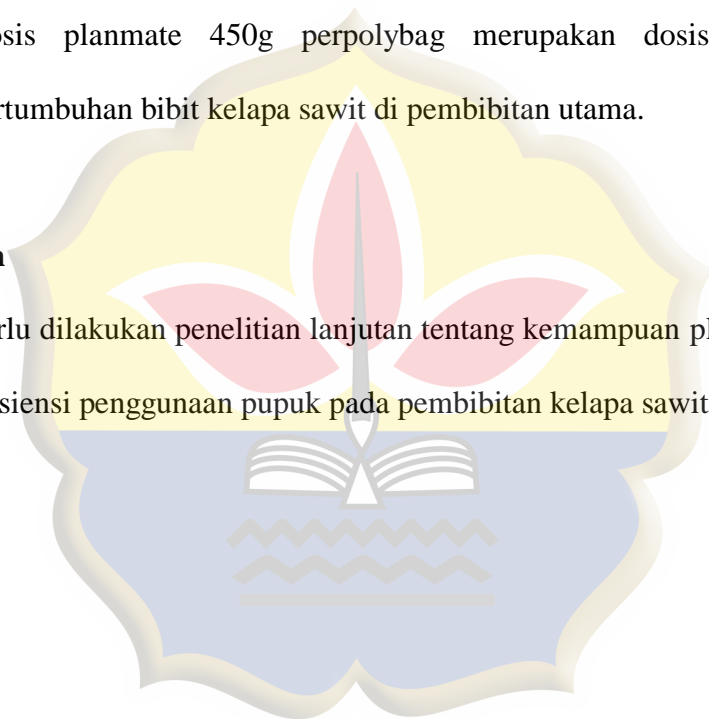 osis planmate 450g perpolybag merupakan dosis
rtumbuhan bibit kelapa sawit di pembibitan utama.
rlu dilakukan penelitian lanjutan tentang kemampuan pl
siensi penggunaan pupuk pada pembibitan kelapa sawit